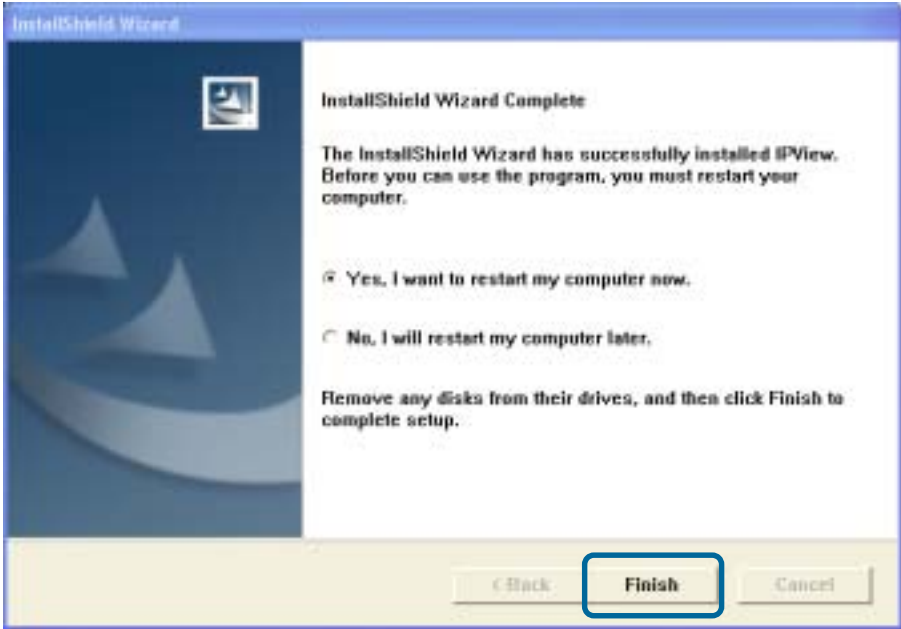 InstallShield Wizard
InstallShield Wizard Complete
The InstallShield Wizard has successfully installed IPView.
Before you can use the program, you must restart your
computer.
Yes, I want to restart my computer now.
No, I will restart my computer later.
Remove any disks from their drives, and then click Finish to
complete setup.
< Back Finish Cancel